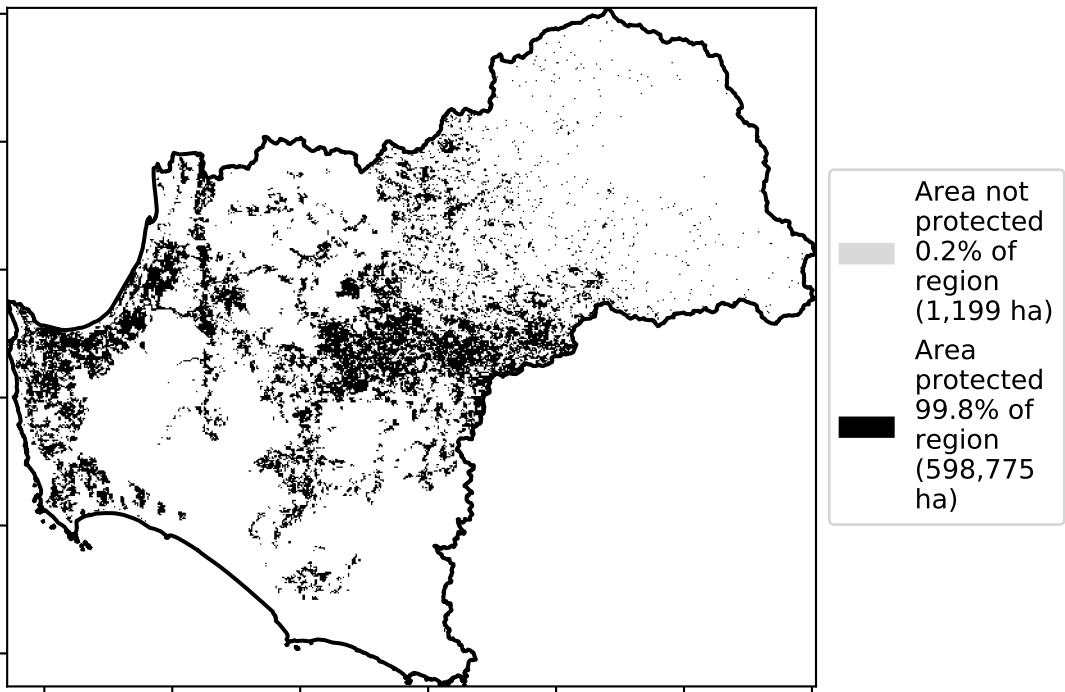 Area not
protected
0.2% of
region
(1,199 ha)
Area
protected
99.8% of
region
(598,775
ha)